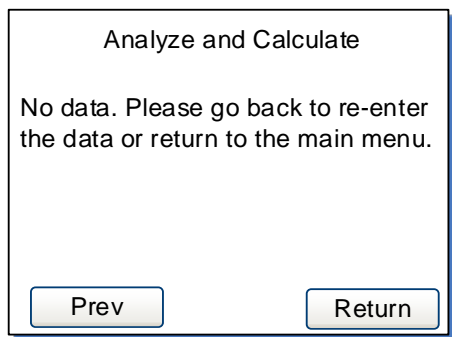 Analyze and Calculate
No data. Please go back to re-enter
the data or return to the main menu.
Prev
Return